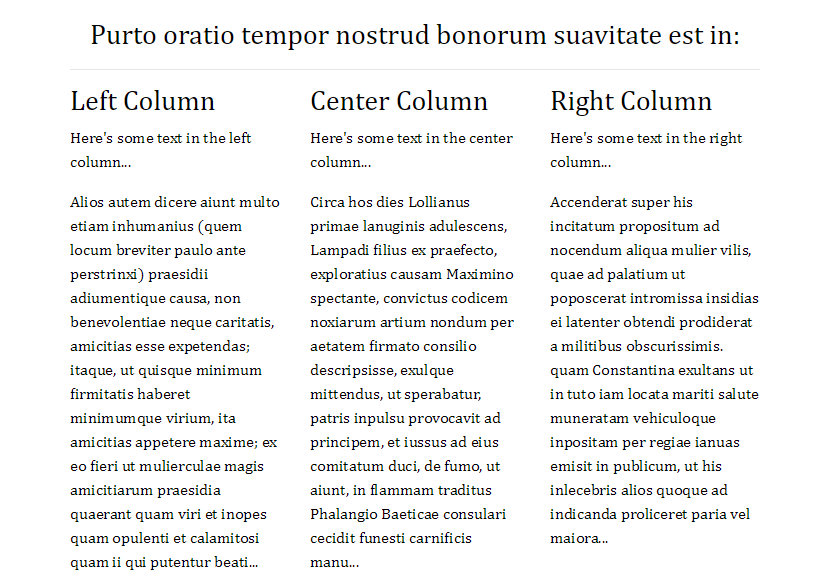 Purto oratio tempor nostrud bonorum suavitate est in:
Left Column
Here's some text in the left
column...
Alios autem dicere aiunt multo
etiam inhumanius (quem
locum breviter paulo ante
perstrinxi) praesidii
adiumentique causa, non
benevolentiae neque caritatis,
amicitias esse expetendas;
itaque, ut quisque minimum
firmitatis haberet
minimumque virium, ita
amicitias appetere maxime; ex
eo fieri ut mulierculae magis
amicitiarum praesidia
quaerant quam viri et inopes
quam opulenti et calamitosi
quam ii qui putentur beati...
Center Column
Here's some text in the center
column...
Circa hos dies Lollianus
primae lanuginis adulescens,
Lampadi filius ex praefecto,
exploratius causam Maximino
spectante, convictus codicem
noxiarum artium nondum per
aetatem firmato consilio
descripsisse, exulque
mittendus, ut sperabatur,
patris inpulsu provocavit ad
principem, et iussus ad eius
comitatum duci, de fumo, ut
aiunt, in flammam traditus
Phalangio Baeticae consulari
cecidit funesti carnificis
manu...
Right Column
Here's some text in the right
column...
Accenderat super his
incitatum propositum ad
nocendum aliqua mulier vilis,
quae ad palatium ut
poposcerat intromissa insidias
ei latenter obtendi prodiderat
a militibus obscurissimis.
quam Constantina exultans ut
in tuto iam locata mariti salute
muneratam vehiculoque
inpositam per regiae ianuas
emisit in publicum, ut his
inlecebris alios quoque ad
indicanda proliceret paria vel
maiora...